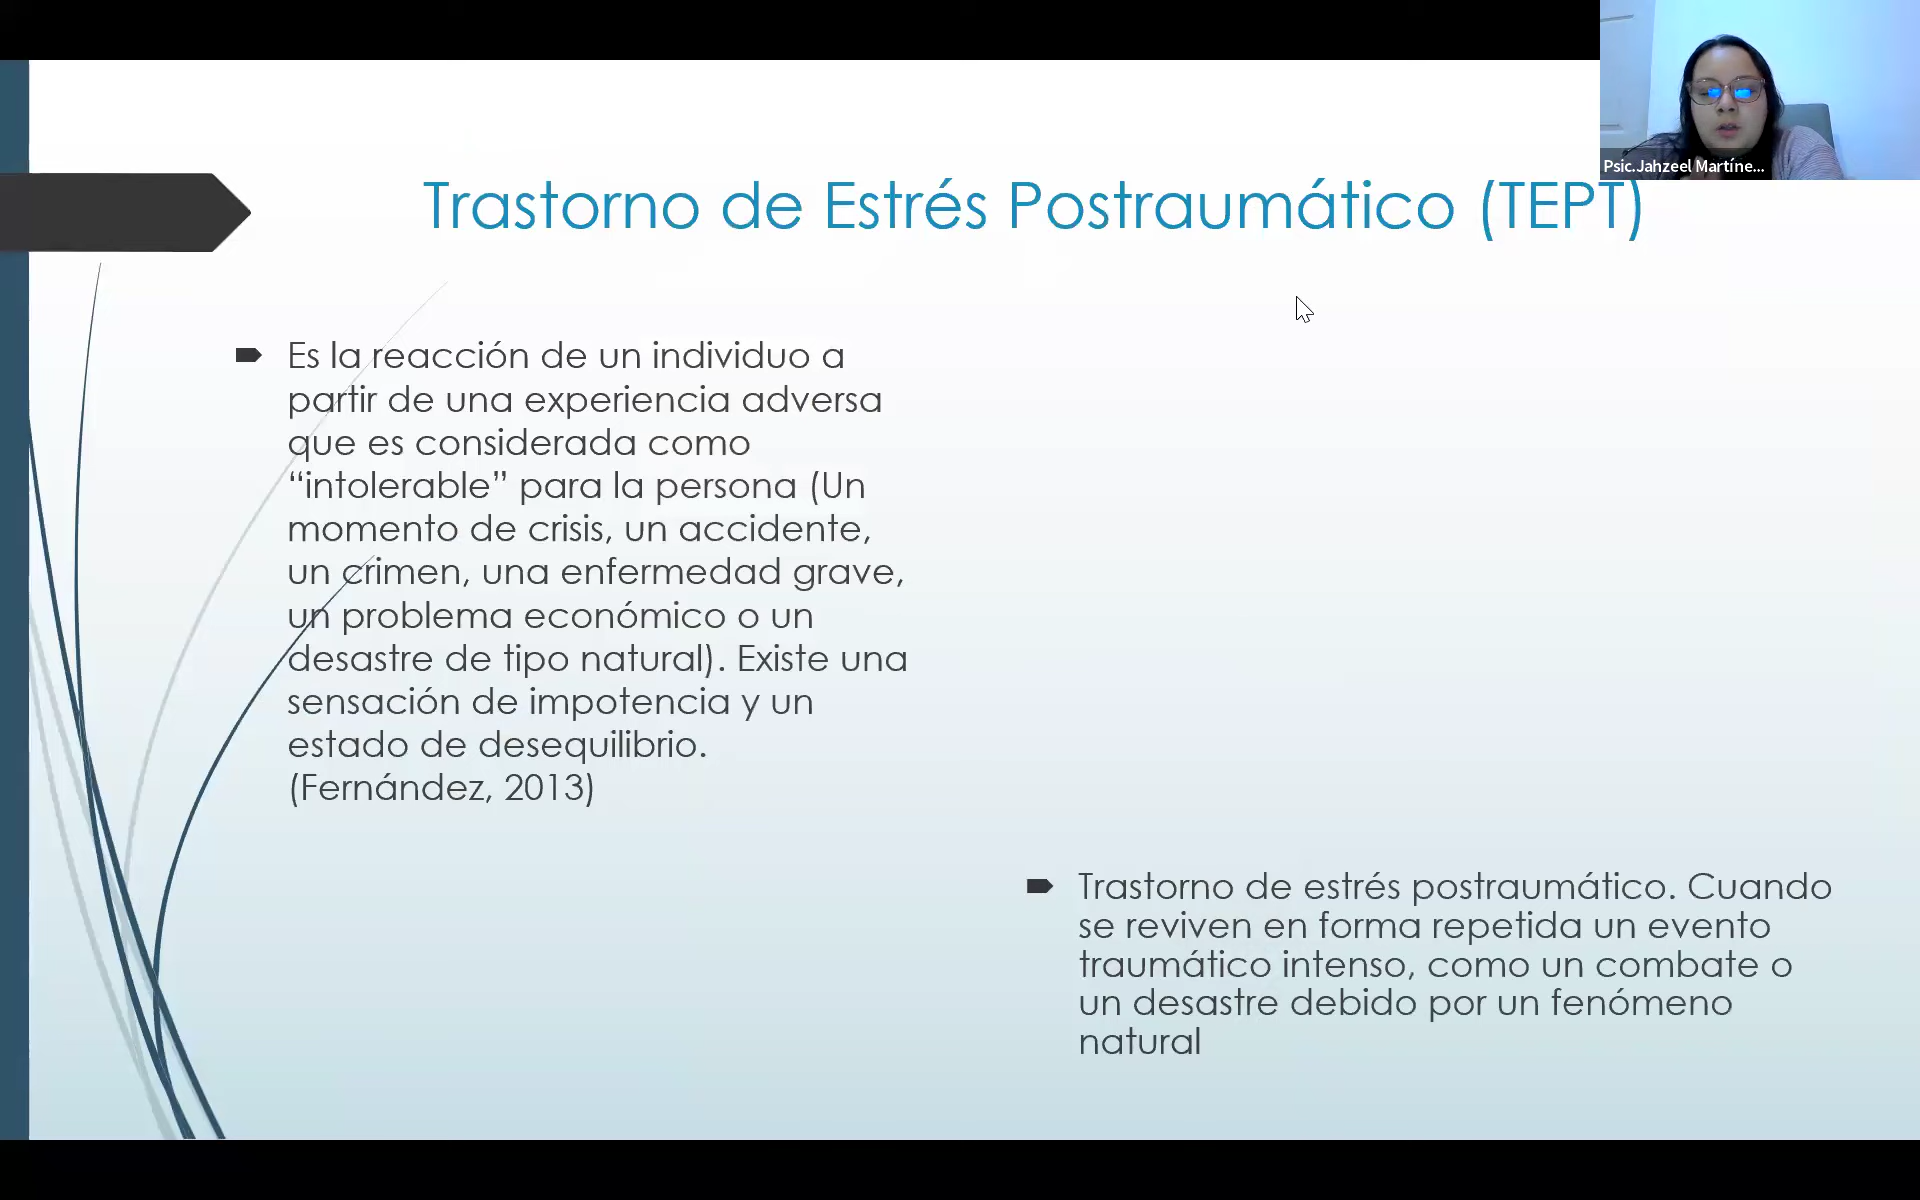 Psic.Jahzeel Martíne...
Trastorno de Estrés Postraumático (TEPT)
Es la reacción de un individuo a
partir de una experiencia adversa
que es considerada como
“intolerable” para la persona (Un
momento de crisis, un accidente,
un crimen, una enfermedad grave,
un problema económico o un
desastre de tipo natural). Existe una
sensación de impotencia y un
estado de desequilibrio.
(Fernández, 2013)
Trastorno de estrés postraumático. Cuando
se reviven en forma repetida un evento
traumático intenso, como un combate o
un desastre debido por un fenómeno
natural